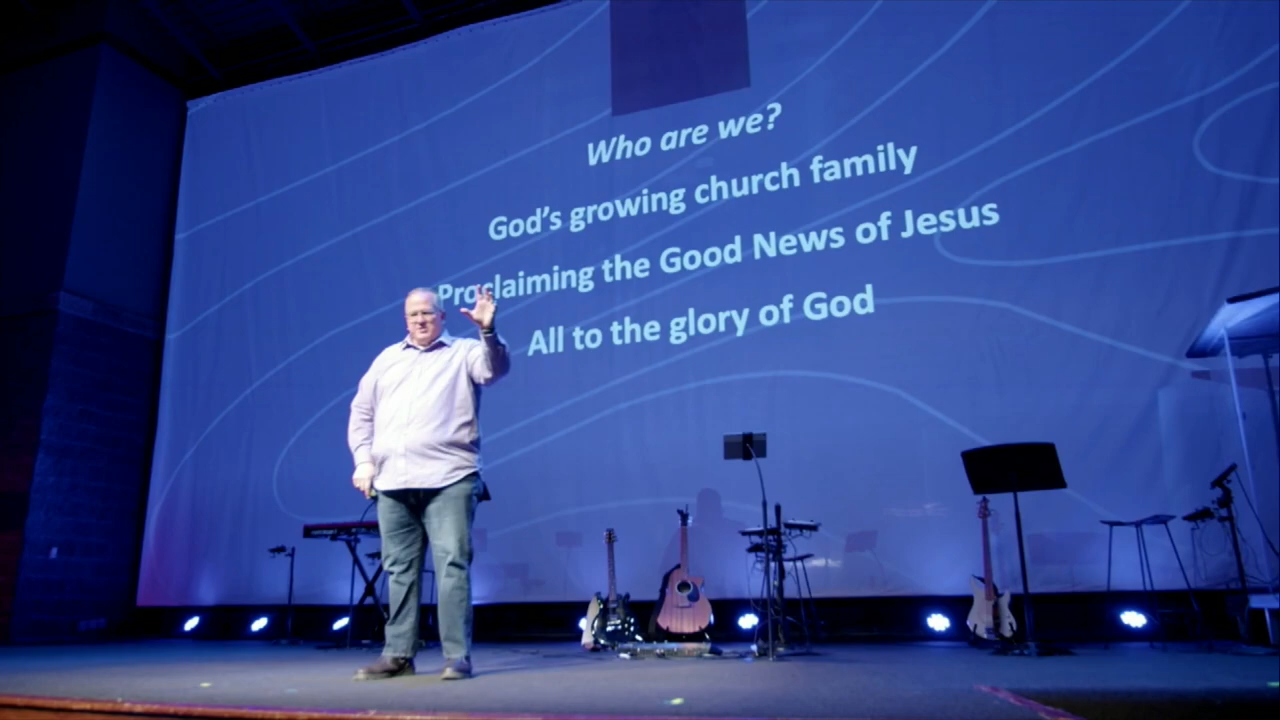 Who are we?
God's growing church family
Proclaiming the Good News of Jesus
All to the glory of God